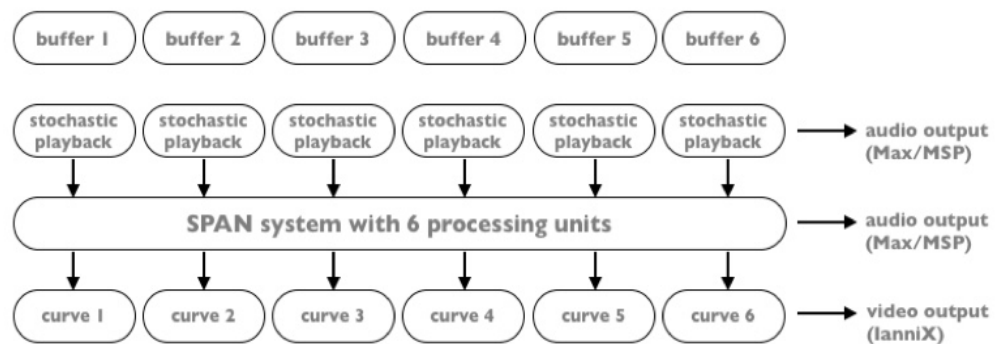 buffer 1 buffer 2 buffer 3 buffer 4 buffer 5 buffer 6
stochastic playback stochastic playback stochastic playback stochastic playback stochastic playback stochastic playback
audio output
(Max/MSP)
SPAN system with 6 processing units
audio output
(Max/MSP)
curve 1 curve 2 curve 3 curve 4 curve 5 curve 6
video output
(IanniX)